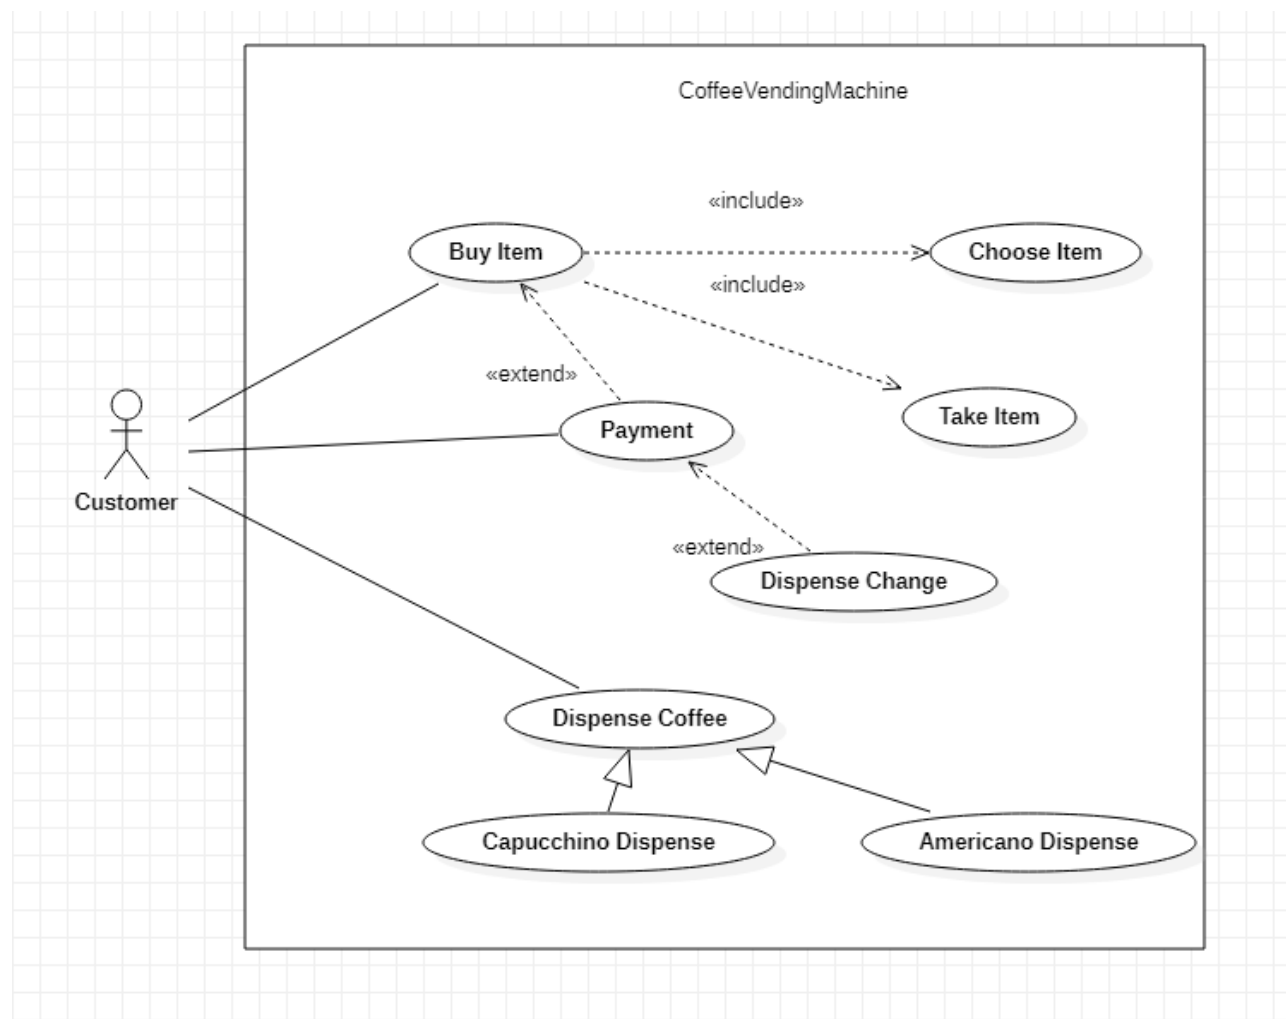 CoffeeVendingMachine
«include»
Buy Item
Choose Item
«include»
«extend»
Payment
Take Item
Customer
«extend»
Dispense Change
Dispense Coffee
Capucchino Dispense
Americano Dispense